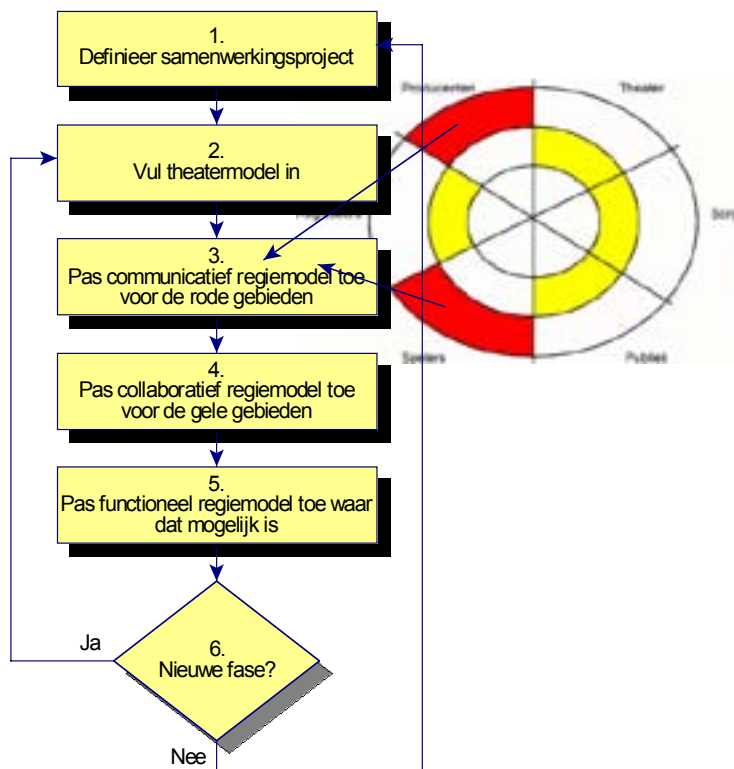 1.
Definieer samenwerkingsproject
2.
Vul theatermodel in
3.
Pas communicatief regiemodel toe
voor de rode gebieden
4.
Pas collaboratief regiemodel toe
voor de gele gebieden
5.
Pas functioneel regiemodel toe waar
dat mogelijk is
6.
Nieuwe fase?
Ja
Nee
Producenten
Theater
Spelers
Publiek